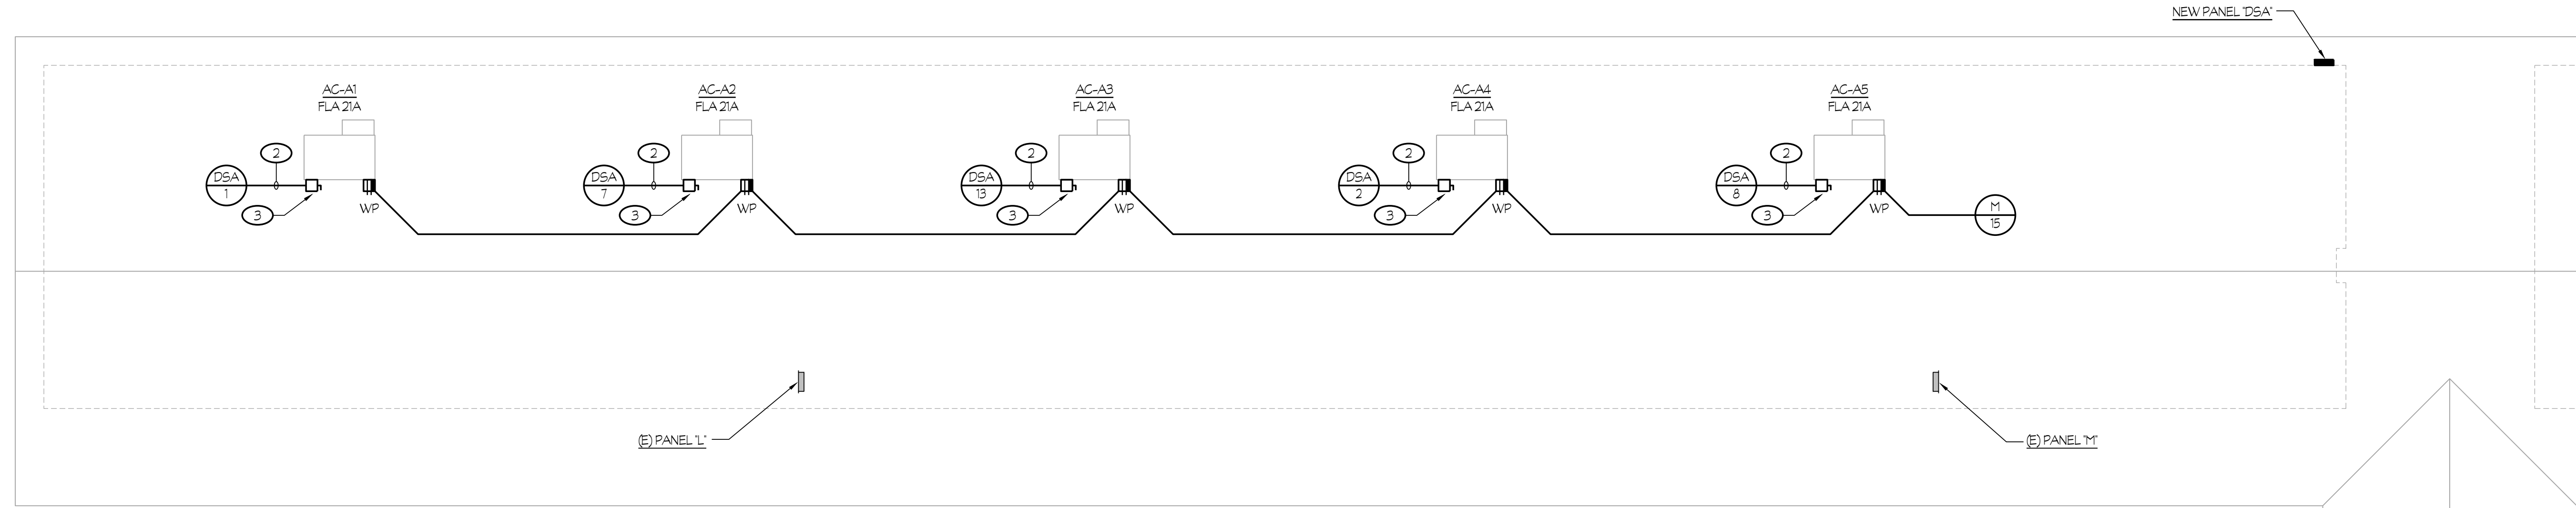 NEW PANEL "DSA"
AC-A1
FLA 21A
AC-A2
FLA 21A
AC-A3
FLA 21A
AC-A4
FLA 21A
AC-A5
FLA 21A
2
DSA
1
3
WP
2
DSA
7
3
WP
2
DSA
13
3
WP
2
DSA
2
3
WP
2
DSA
8
3
WP
M
15
(E) PANEL "L"
(E) PANEL "M"